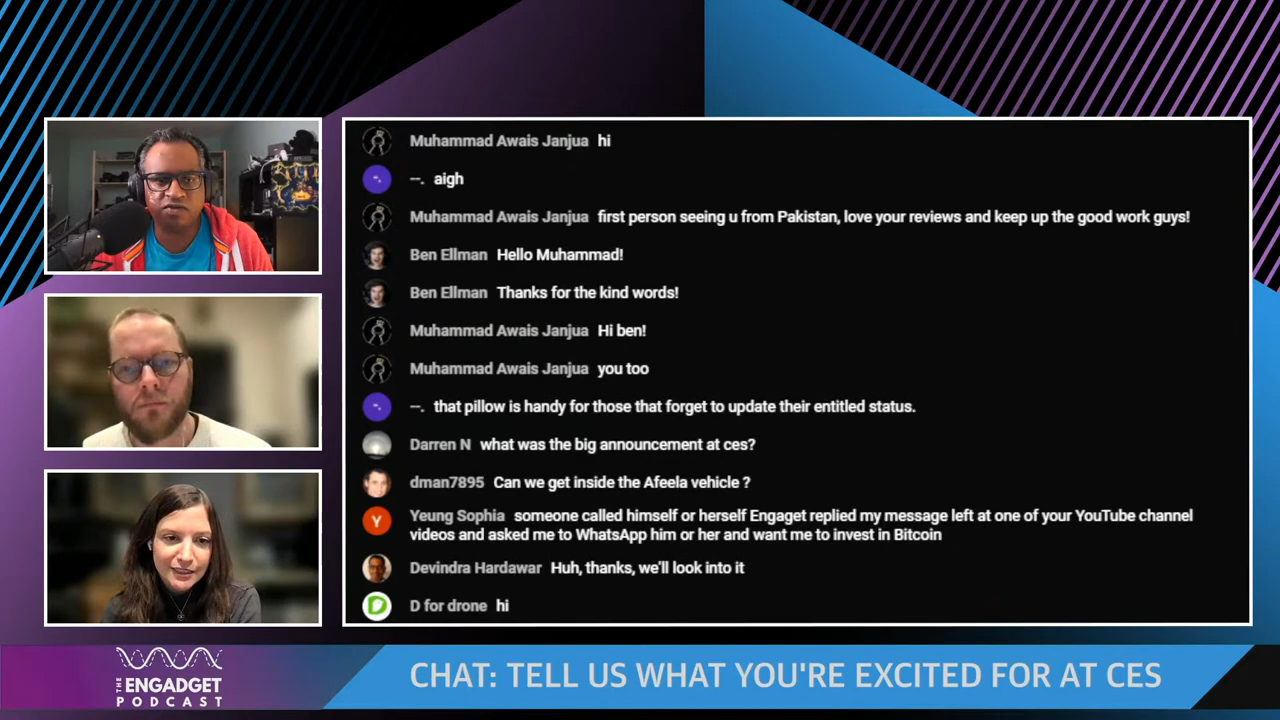 Muhammad Awais Janjua hi
--. aigh
Muhammad Awais Janjua first person seeing u from Pakistan, love your reviews and keep up the good work guys!
Ben Ellman Hello Muhammad!
Ben Ellman Thanks for the kind words!
Muhammad Awais Janjua Hi ben!
Muhammad Awais Janjua you too
--. that pillow is handy for those that forget to update their entitled status.
Darren N what was the big announcement at ces?
dman7895 Can we get inside the Afeela vehicle ?
Y Yeung Sophia someone called himself or herself Engaget replied my message left at one of your YouTube channel
videos and asked me to WhatsApp him or her and want me to invest in Bitcoin
Devindra Hardawar Huh, thanks, we'll look into it
D for drone hi
THE ENGADGET
PODCAST
CHAT: TELL US WHAT YOU'RE EXCITED FOR AT CES